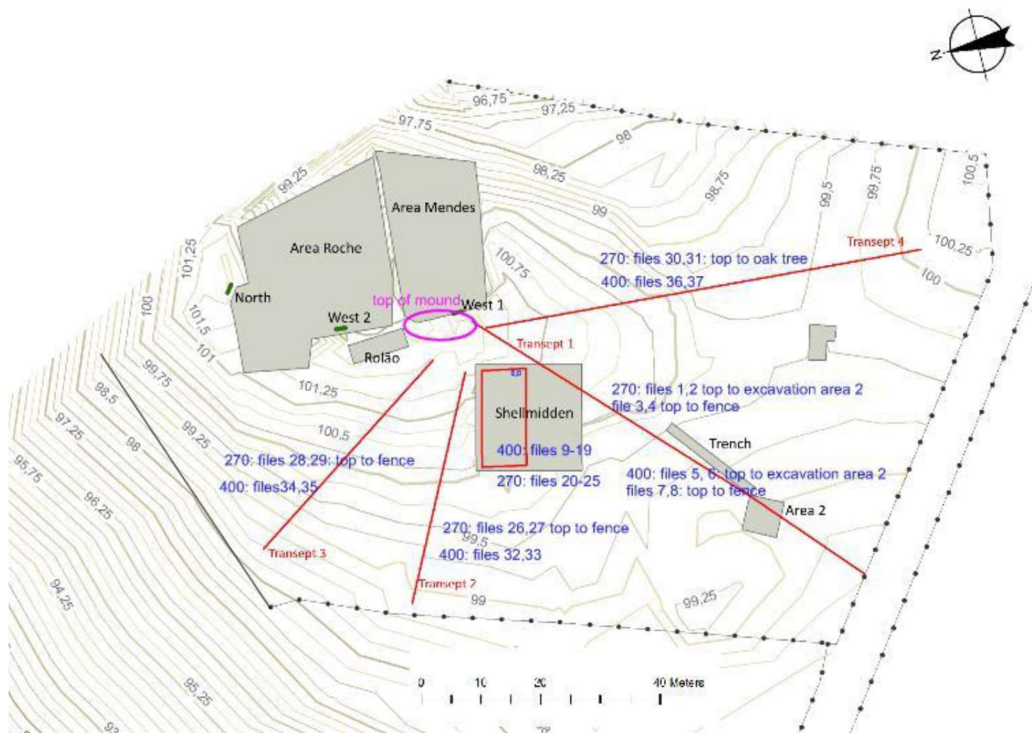 N
96,75
97,25
97,75
98
100,5
99,25
98,25
99,75
98,75
99,5
Area Mendes
99
101,25
Area Roche
Transept 4
100,25
270: files 30,31: top to oak tree
100
100,75
400: files 36,37
North
100
top of mound
West 1
101,5
West 2
101
Transept 1
Rolão
98,5
98
101,25
270: files 1,2 top to excavation area 2
97,25
99,25
file 3,4 top to fence
Shellmidden
95,75
100,5
Trench
400: files 9-19
270: files 28,29: top to fence
400: files 5, 6: top to excavation area 2
96,25
270: files 20-25
400: files34,35
files 7,8: top to fence
Area 2
270: files 26,27 top to fence
99,5
400: files 32,33
Transept 3
94,25
Transept 2
99
99,25
95,25
0 10 20 40 Meters